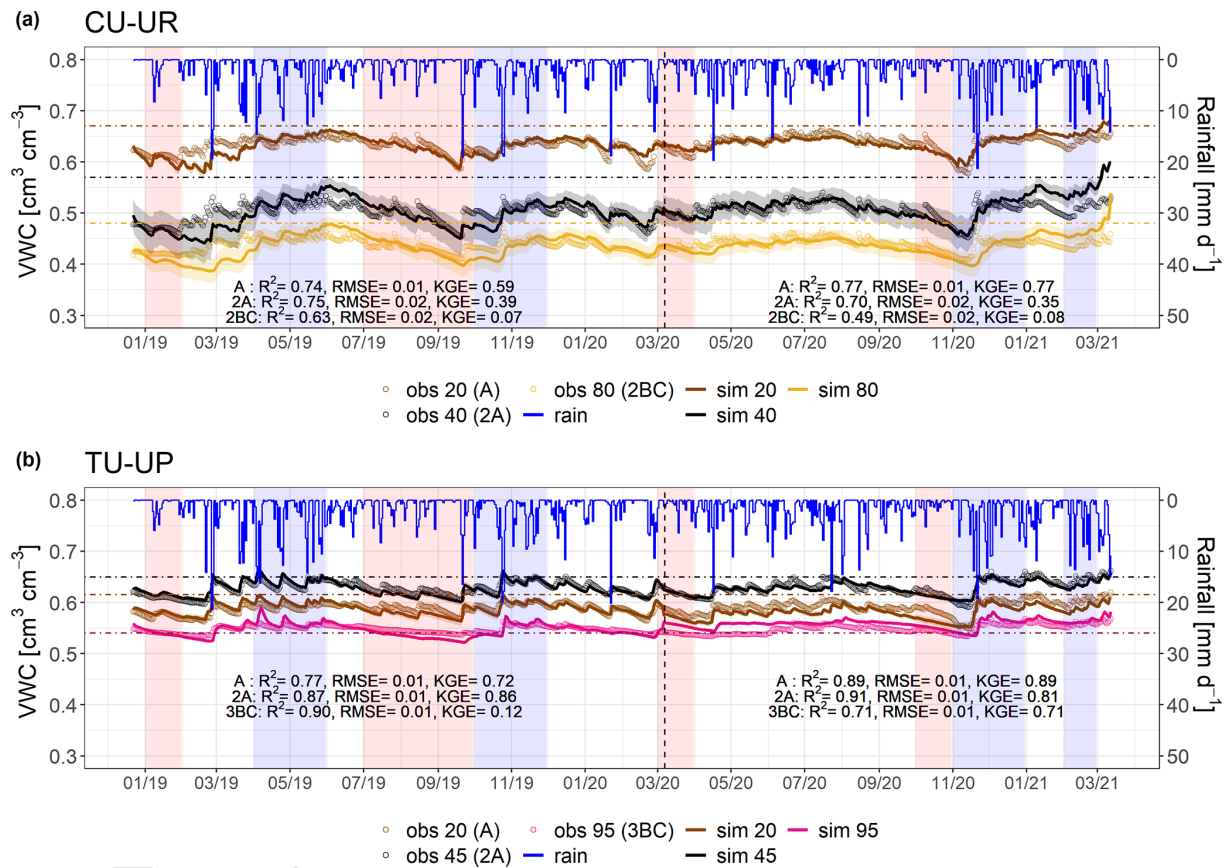 (a) CU-UR
0.8 0
0.7 10
0.6 20
0.5 30
0.4 40
0.3 50
VWC [cm³ cm⁻³]
Rainfall [mm d⁻¹]
A : R²= 0.74, RMSE= 0.01, KGE= 0.59
2A: R²= 0.75, RMSE= 0.02, KGE= 0.39
2BC: R²= 0.63, RMSE= 0.02, KGE= 0.07
A: R²= 0.77, RMSE= 0.01, KGE= 0.77
2A: R²= 0.70, RMSE= 0.02, KGE= 0.35
2BC: R²= 0.49, RMSE= 0.02, KGE= 0.08
01/19 03/19 05/19 07/19 09/19 11/19 01/20 03/20 05/20 07/20 09/20 11/20 01/21 03/21
obs 20 (A) obs 80 (2BC) sim 20 sim 80
obs 40 (2A) rain sim 40
(b) TU-UP
0.8 0
0.7 10
0.6 20
0.5 30
0.4 40
0.3 50
VWC [cm³ cm⁻³]
Rainfall [mm d⁻¹]
A : R²= 0.77, RMSE= 0.01, KGE= 0.72
2A: R²= 0.87, RMSE= 0.01, KGE= 0.86
3BC: R²= 0.90, RMSE= 0.01, KGE= 0.12
A: R²= 0.89, RMSE= 0.01, KGE= 0.89
2A: R²= 0.91, RMSE= 0.01, KGE= 0.81
3BC: R²= 0.71, RMSE= 0.01, KGE= 0.71
01/19 03/19 05/19 07/19 09/19 11/19 01/20 03/20 05/20 07/20 09/20 11/20 01/21 03/21
obs 20 (A) obs 95 (3BC) sim 20 sim 95
obs 45 (2A) rain sim 45